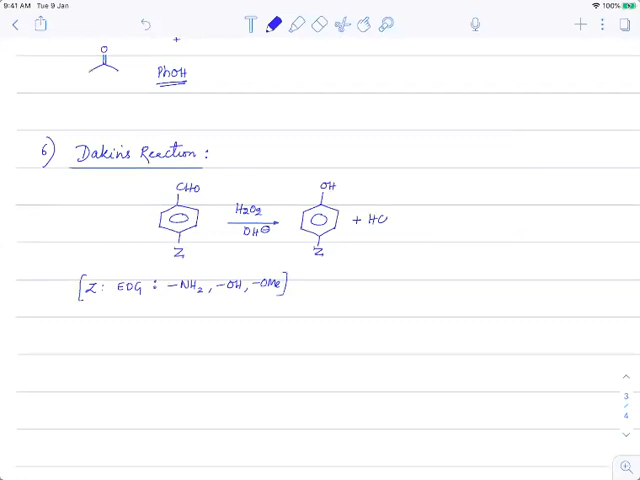 9:41 AM Tue 9 Jan
100%
O
+
PhOH
6) Dakin's Reaction :
CHO
H2O2
OH⊖
Z
OH
Z
+ HC
[Z: EDG : -NH2, -OH, -OMe]
3
/
4